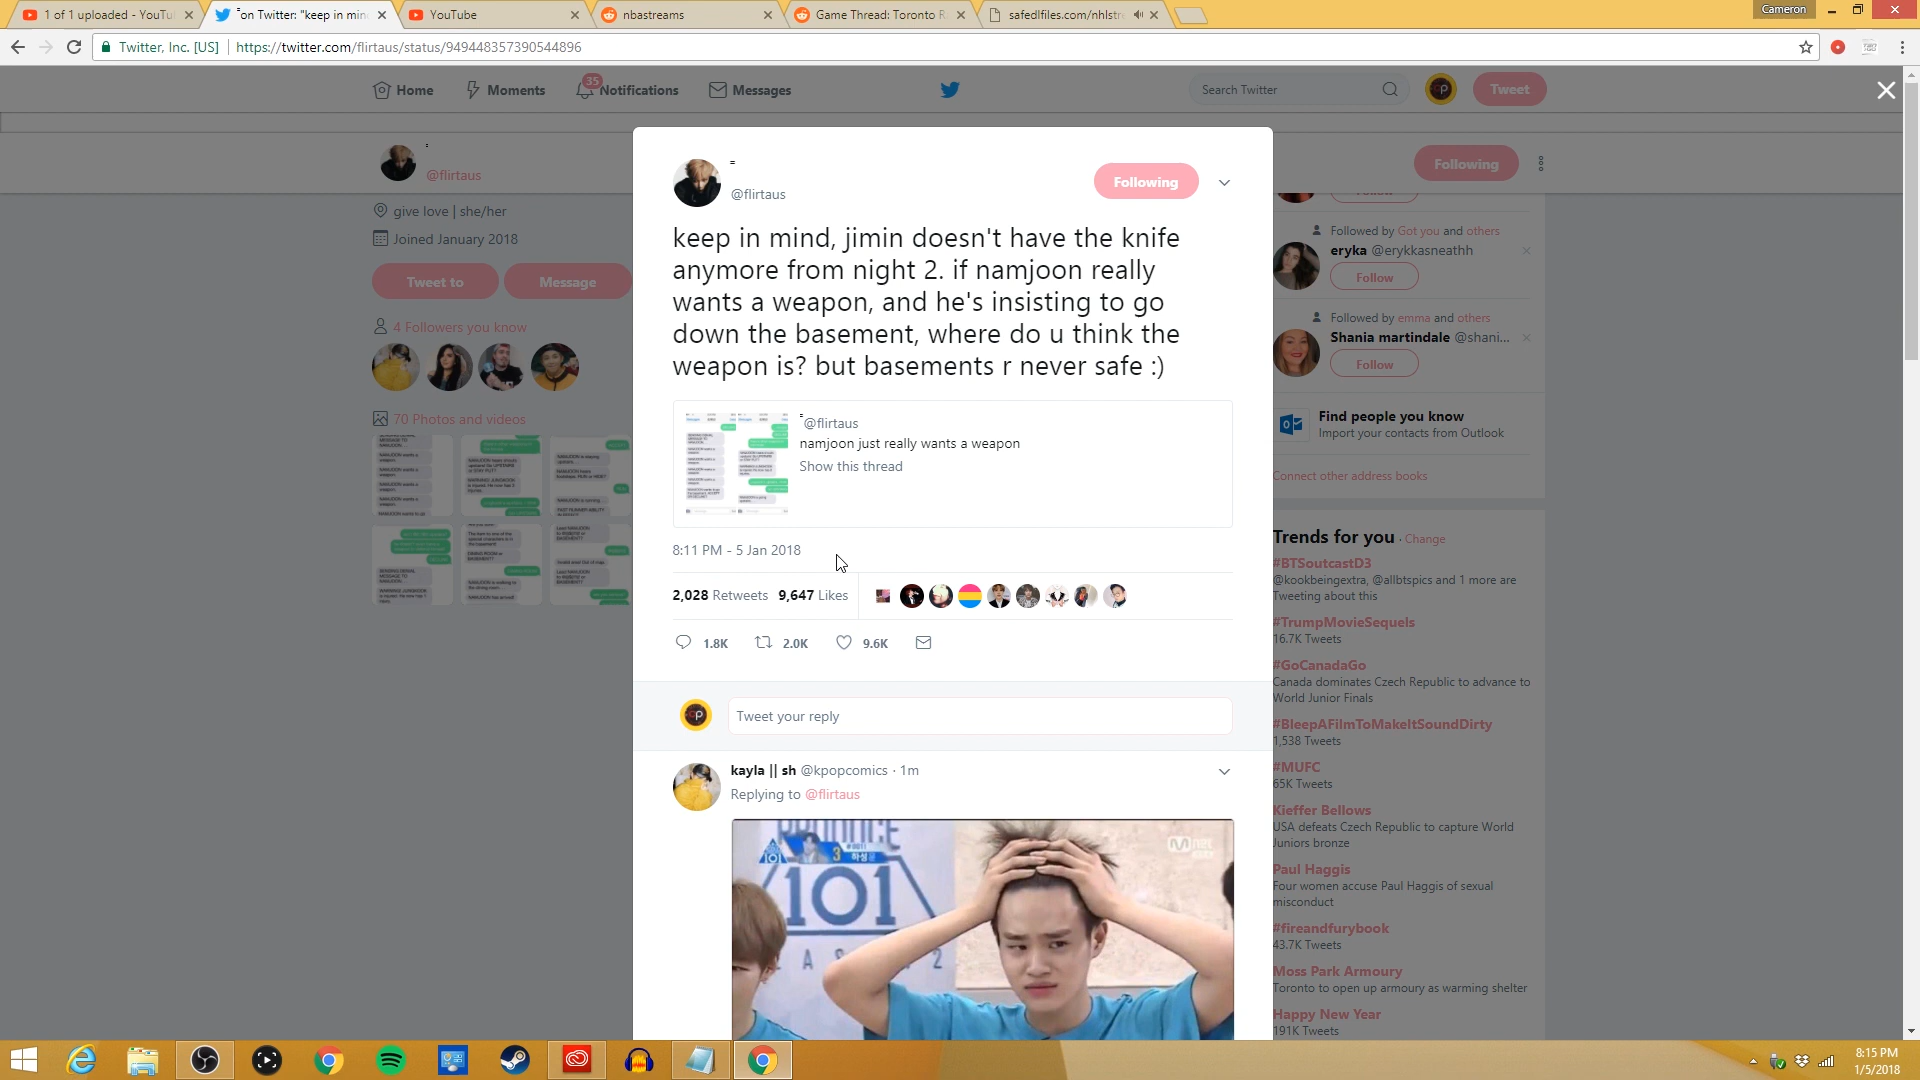 1 of 1 uploaded - YouTu
on Twitter: "keep in min
YouTube
nbastreams
Game Thread: Toronto R
safedlfiles.com/nhlstre
Cameron
Twitter, Inc. [US]
https://twitter.com/flirtaus/status/949448357390544896
Home
Moments
35
Notifications
Messages
Search Twitter
Tweet
@flirtaus
Following
give love | she/her
Joined January 2018
Tweet to
Message
4 Followers you know
70 Photos and videos
@flirtaus
Following
keep in mind, jimin doesn't have the knife
anymore from night 2. if namjoon really
wants a weapon, and he's insisting to go
down the basement, where do u think the
weapon is? but basements r never safe :)
@flirtaus
namjoon just really wants a weapon
Show this thread
8:11 PM - 5 Jan 2018
2,028 Retweets 9,647 Likes
1.8K
2.0K
9.6K
Tweet your reply
kayla || sh @kpopcomics · 1m
Replying to @flirtaus
101
3
하성운
Mnet
101
Followed by Got you and others
eryka @erykkasneathh
Follow
Followed by emma and others
Shania martindale @shani...
Follow
Find people you know
Import your contacts from Outlook
Connect other address books
Trends for you · Change
#BTSoutcastD3
@kookbeingextra, @allbtspics and 1 more are
Tweeting about this
#TrumpMovieSequels
16.7K Tweets
#GoCanadaGo
Canada dominates Czech Republic to advance to
World Junior Finals
#BleepAFilmToMakeItSoundDirty
1,538 Tweets
#MUFC
65K Tweets
Kieffer Bellows
USA defeats Czech Republic to capture World
Juniors bronze
Paul Haggis
Four women accuse Paul Haggis of sexual
misconduct
#fireandfurybook
43.7K Tweets
Moss Park Armoury
Toronto to open up armoury as warming shelter
Happy New Year
191K Tweets
8:15 PM
1/5/2018